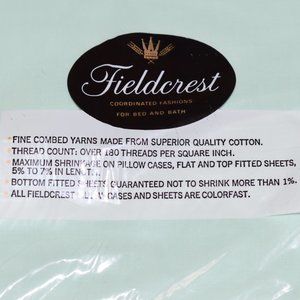 Fieldcrest
COORDINATED FASHIONS
FOR BED AND BATH
• FINE COMBED YARNS MADE FROM SUPERIOR QUALITY COTTON.
• THREAD COUNT: OVER 180 THREADS PER SQUARE INCH.
• MAXIMUM SHRINKAGE ON PILLOW CASES, FLAT AND TOP FITTED SHEETS,
5% TO 7% IN
• BOTTOM FITTED SHEETS GUARANTEED NOT TO SHRINK MORE THAN 1%.
• ALL FIELDCREST CASES AND SHEETS ARE COLORFAST.